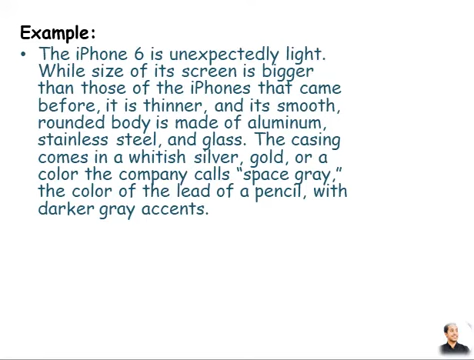 Example:
• The iPhone 6 is unexpectedly light.
While size of its screen is bigger
than those of the iPhones that came
before, it is thinner, and its smooth,
rounded body is made of aluminum,
stainless steel, and glass. The casing
comes in a whitish silver, gold, or a
color the company calls “space gray,”
the color of the lead of a pencil, with
darker gray accents.